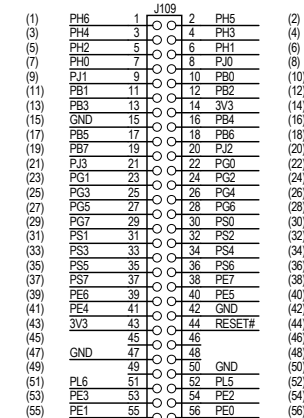 J109
(1) PH6 1 2 PH5 (2)
(3) PH4 3 4 PH3 (4)
(5) PH2 5 6 PH1 (6)
(7) PH0 7 8 PJ0 (8)
(9) PJ1 9 10 PB0 (10)
(11) PB1 11 12 PB2 (12)
(13) PB3 13 14 3V3 (14)
(15) GND 15 16 PB4 (16)
(17) PB5 17 18 PB6 (18)
(19) PB7 19 20 PJ2 (20)
(21) PJ3 21 22 PG0 (22)
(23) PG1 23 24 PG2 (24)
(25) PG3 25 26 PG4 (26)
(27) PG5 27 28 PG6 (28)
(29) PG7 29 30 PS0 (30)
(31) PS1 31 32 PS2 (32)
(33) PS3 33 34 PS4 (34)
(35) PS5 35 36 PS6 (36)
(37) PS7 37 38 PE7 (38)
(39) PE6 39 40 PE5 (40)
(41) PE4 41 42 GND (42)
(43) 3V3 43 44 RESET# (44)
(45) 45 46 (46)
(47) GND 47 48 (48)
(49) 49 50 GND (50)
(51) PL6 51 52 PL5 (52)
(53) PE3 53 54 PE2 (54)
(55) PE1 55 56 PE0 (56)